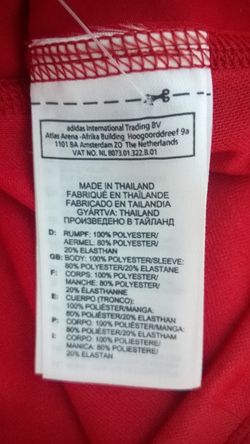 adidas International Trading BV
Atlas Arena -Afrika Building Hoogoorddreef 9a
1101 BA Amsterdam ZO The Netherlands
VAT NO. NL 8073.01.322.B.01
MADE IN THAILAND
FABRIQUÉ EN THAÏLANDE
FABRICADO EN TAILANDIA
GYÁRTVA: THAILAND
ПРОИЗВЕДЕНО В ТАЙЛАНД
D: RUMPF: 100% POLYESTER/
AERMEL: 80% POLYESTER/
20% ELASTHAN
GB: BODY: 100% POLYESTER/SLEEVE:
80% POLYESTER/20% ELASTANE
F: CORPS: 100% POLYESTER/
MANCHE: 80% POLYESTER/
20% ÉLASTHANNE
E: CUERPO (TRONCO):
100% POLIÉSTER/MANGA:
80% POLIÉSTER/20% ELASTANO
P: CORPO: 100% POLIÉSTER/MANGA:
80% POLIÉSTER/20% ELASTHAM
I: CORPO: 100% POLIESTERE/
MANICA: 80% POLIESTERE/
20% ELASTAN